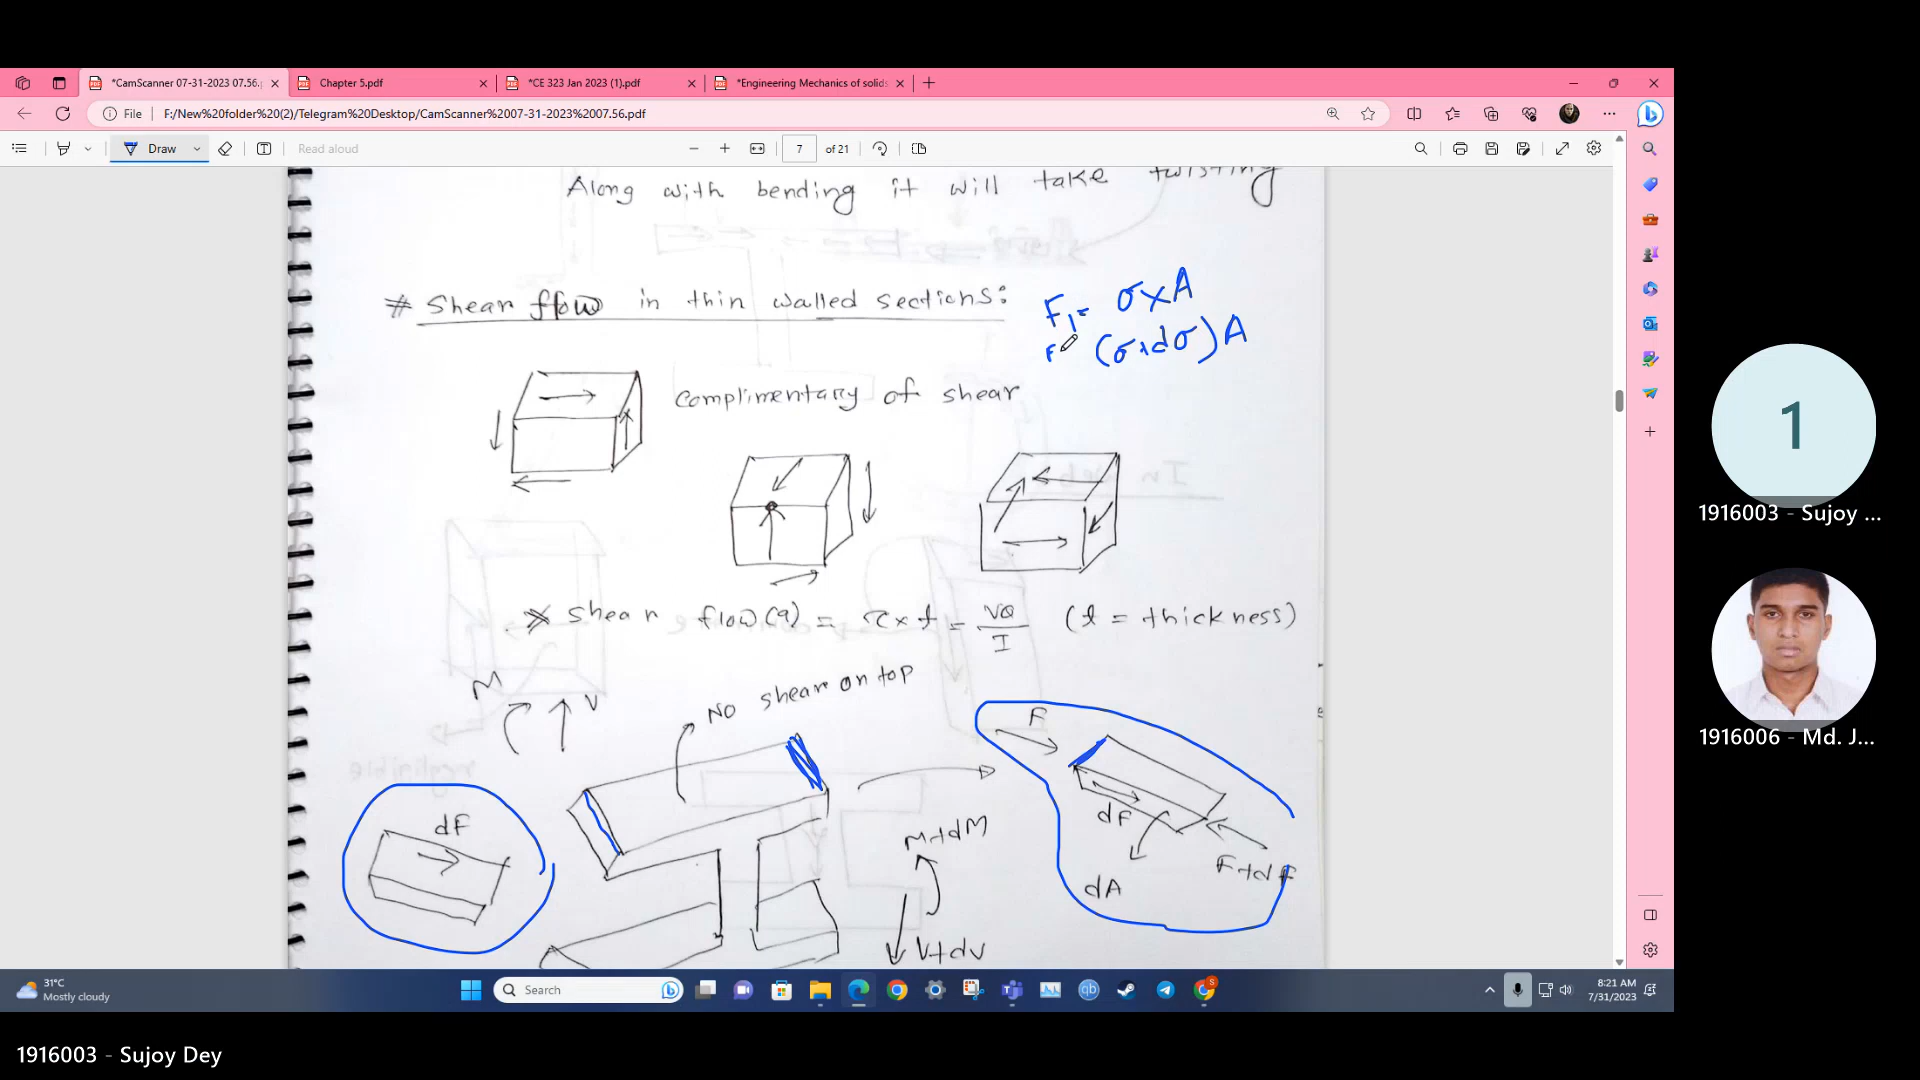 *CamScanner 07-31-2023 07.56.p
Chapter 5.pdf
*CE 323 Jan 2023 (1).pdf
*Engineering Mechanics of solids
File F:/New%20folder%20(2)/Telegram%20Desktop/CamScanner%2007-31-2023%2007.56.pdf
Draw Read aloud 7 of 21
Along with bending it will take twisting
# Shear flow in thin walled sections:
F1= σxA
F (σ+dσ)A
complimentary of shear
* Shear flow(q) = τxt = VQ/I (t = thickness)
M V
No shear on top
F
dF
dF
dA
F+dF
M+dM
V+dv
1
1916003 - Sujoy ...
1916006 - Md. J...
31°C
Mostly cloudy
Search
8:21 AM
7/31/2023
1916003 - Sujoy Dey